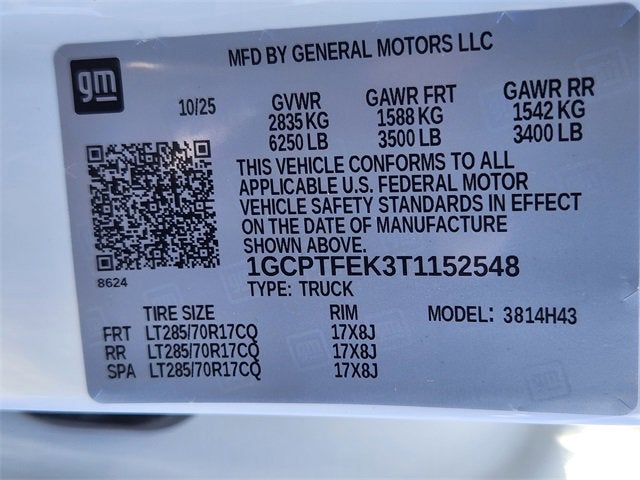 MFD BY GENERAL MOTORS LLC
gm
10/25 GVWR GAWR FRT GAWR RR
2835 KG 1588 KG 1542 KG
6250 LB 3500 LB 3400 LB
THIS VEHICLE CONFORMS TO ALL
APPLICABLE U.S. FEDERAL MOTOR
VEHICLE SAFETY STANDARDS IN EFFECT
ON THE DATE OF MANUFACTURE
SHOWN ABOVE.
8624
1GCPTFEK3T1152548
TYPE: TRUCK
TIRE SIZE RIM MODEL: 3814H43
FRT LT285/70R17CQ 17X8J
RR LT285/70R17CQ 17X8J
SPA LT285/70R17CQ 17X8J